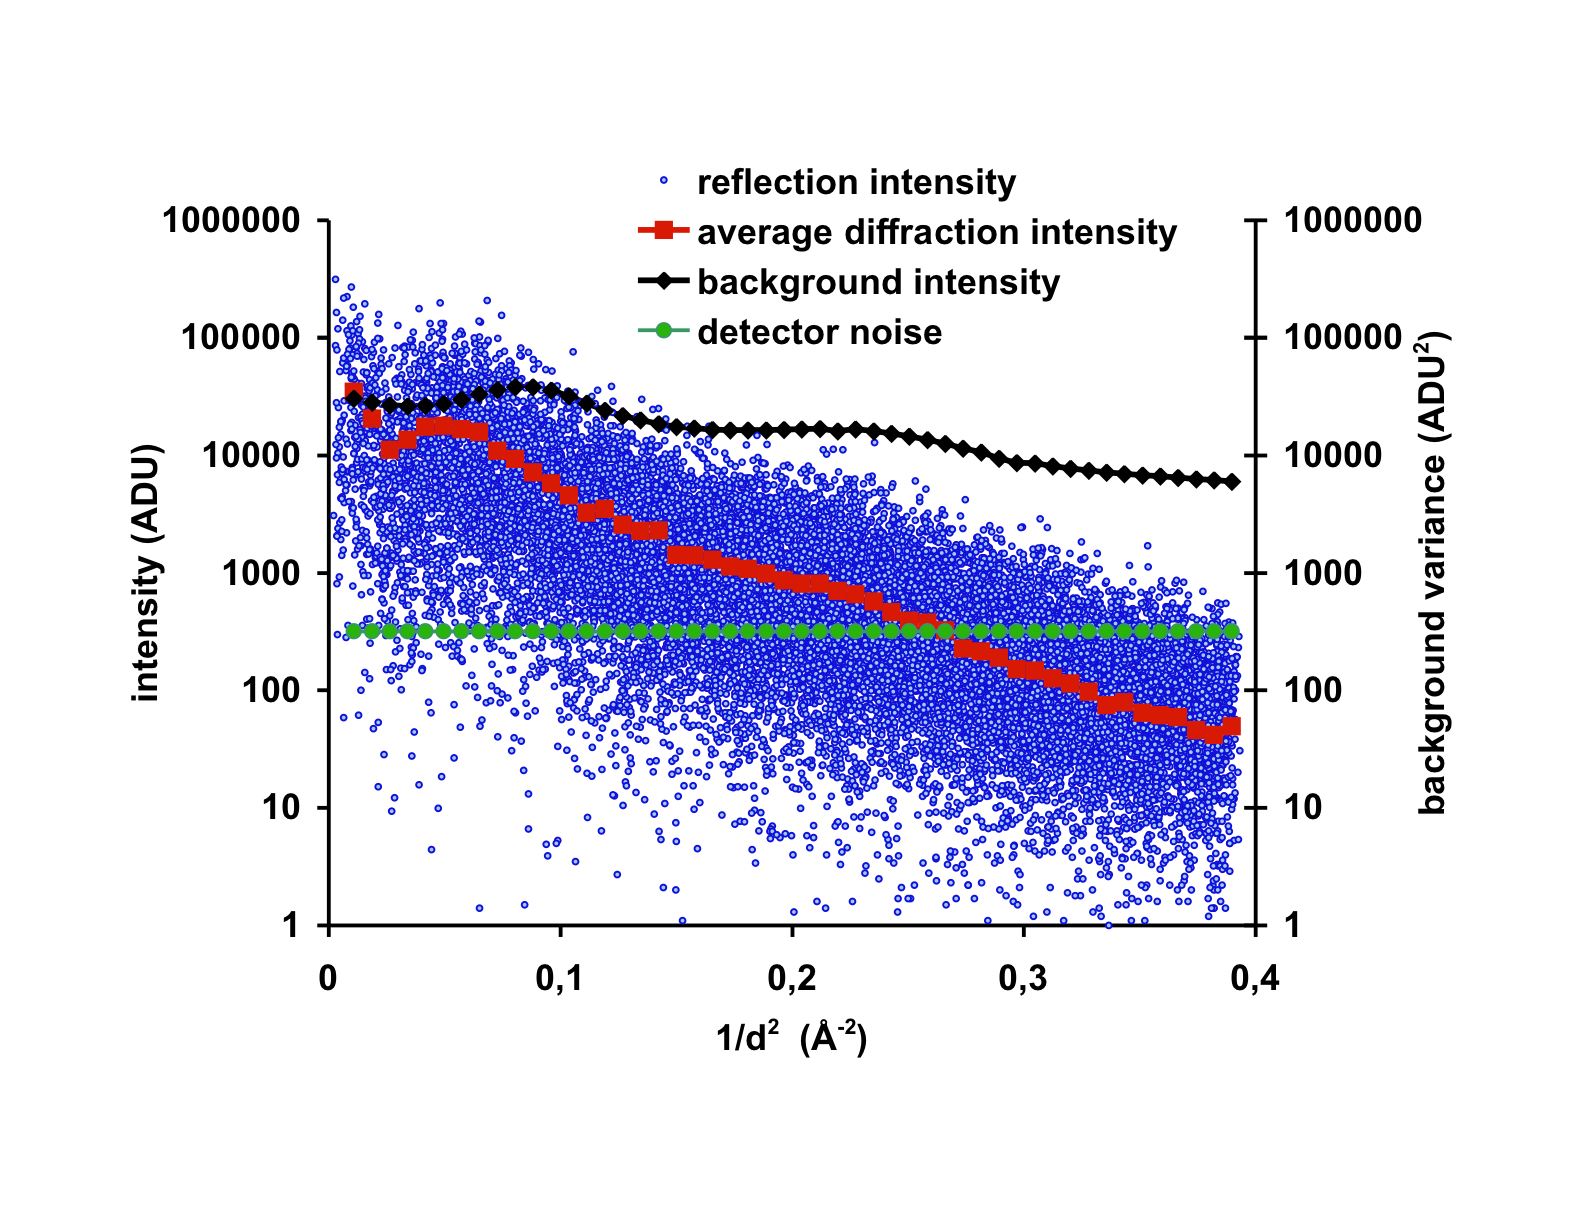 reflection intensity
average diffraction intensity
background intensity
detector noise
1000000
100000
10000
1000
100
10
1
intensity (ADU)
1000000
100000
10000
1000
100
10
1
background variance (ADU²)
0
0,1
0,2
0,3
0,4
1/d² (Å⁻²)